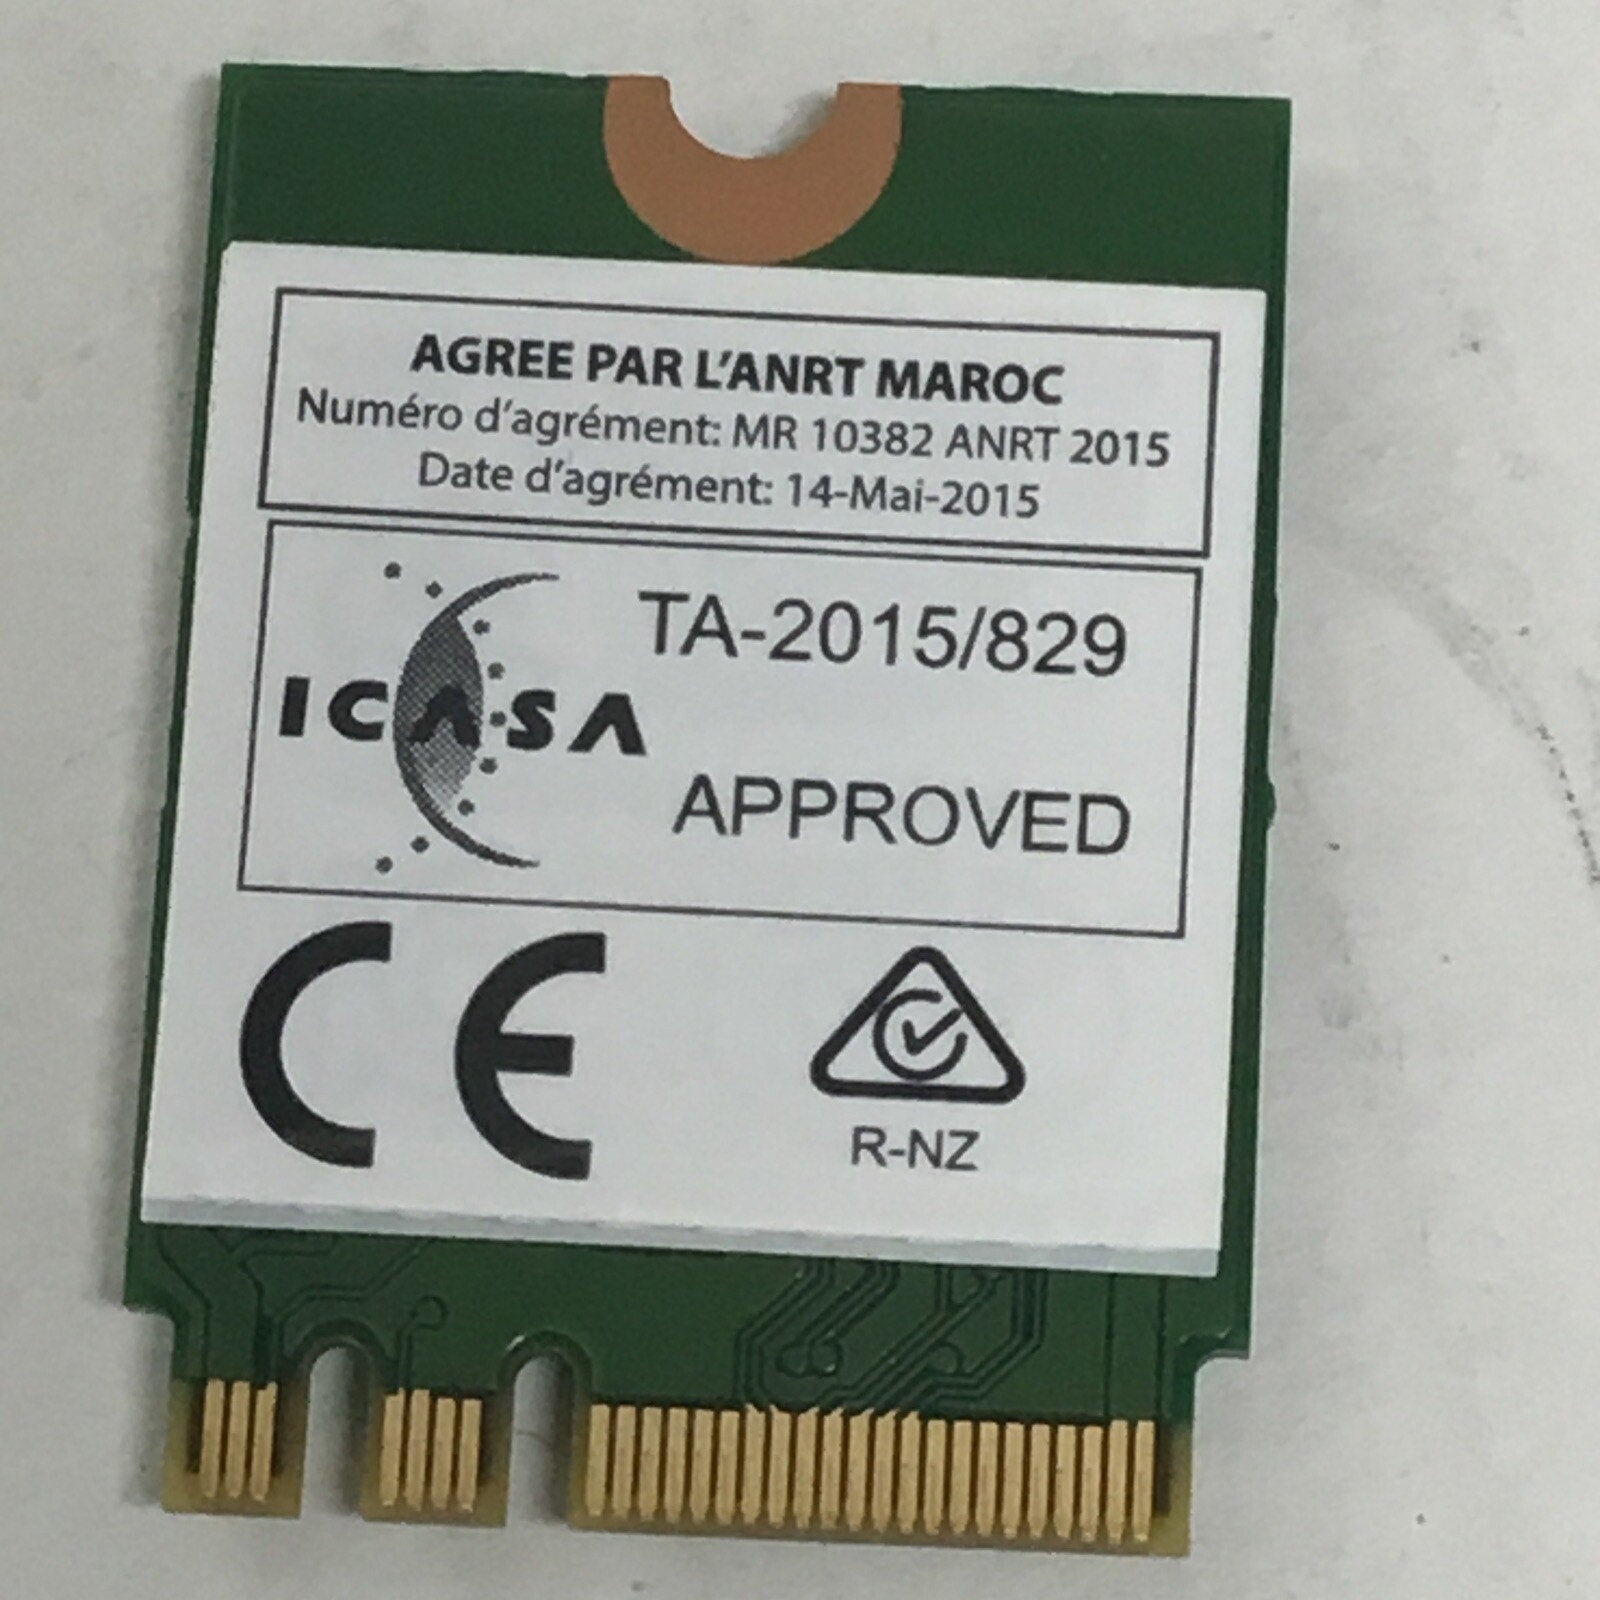 AGREE PAR L'ANRT MAROC
Numéro d'agrément: MR 10382 ANRT 2015
Date d'agrément: 14-Mai-2015
ICASA
TA-2015/829
APPROVED
CE
R-NZ